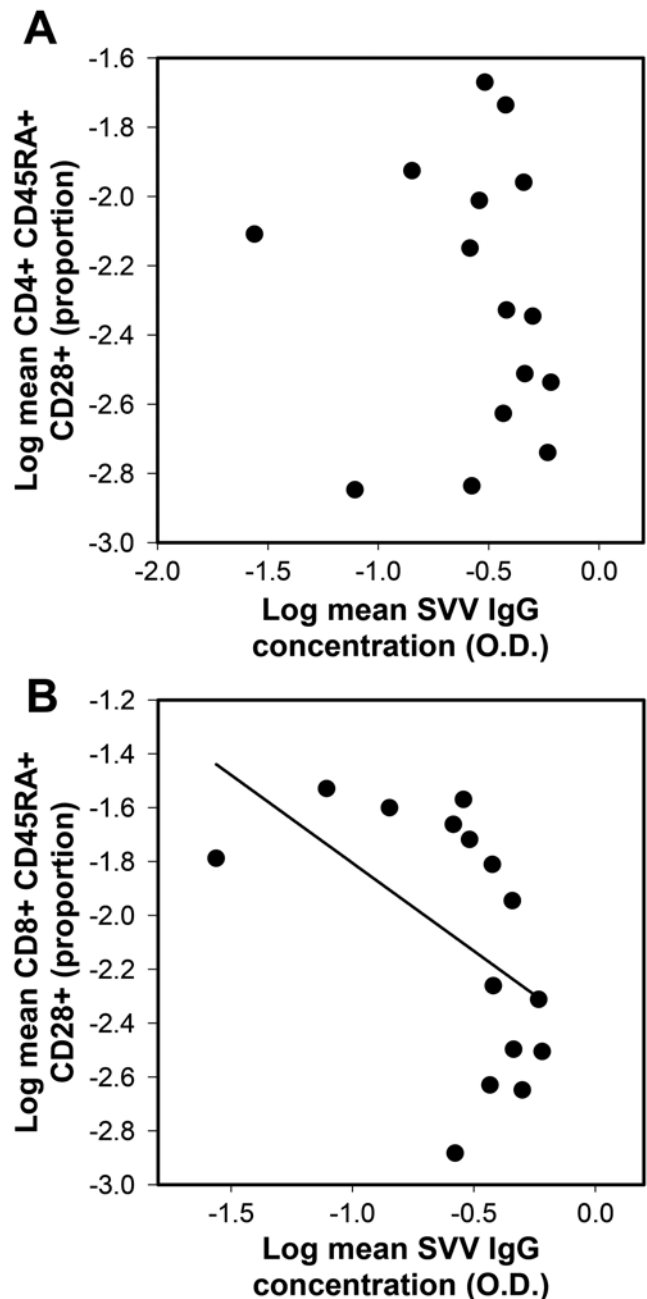 A
Log mean CD4+ CD45RA+
CD28+ (proportion)
-1.6
-1.8
-2.0
-2.2
-2.4
-2.6
-2.8
-3.0
-2.0 -1.5 -1.0 -0.5 0.0
Log mean SVV IgG
concentration (O.D.)
B
Log mean CD8+ CD45RA+
CD28+ (proportion)
-1.2
-1.4
-1.6
-1.8
-2.0
-2.2
-2.4
-2.6
-2.8
-3.0
-1.5 -1.0 -0.5 0.0
Log mean SVV IgG
concentration (O.D.)